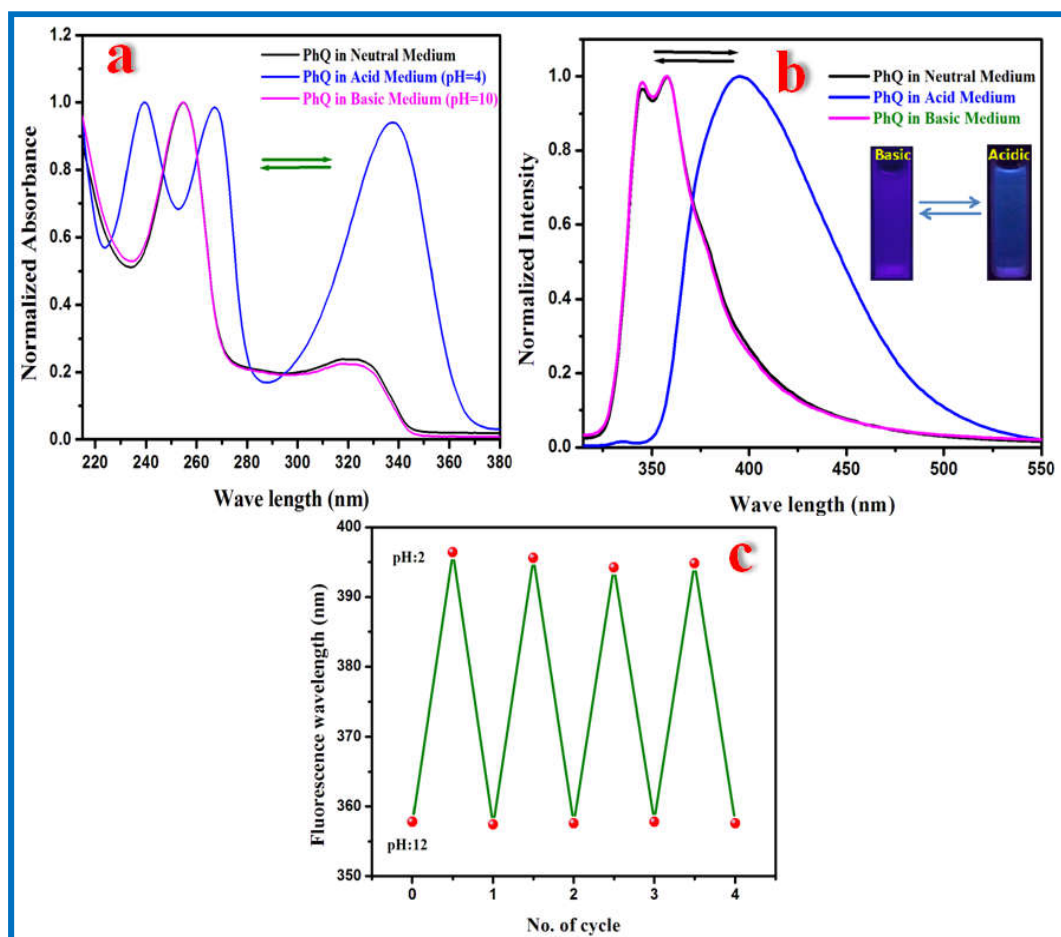 a
PhQ in Neutral Medium
PhQ in Acid Medium (pH=4)
PhQ in Basic Medium (pH=10)
1.2
1.0
0.8
0.6
0.4
0.2
0.0
Normalized Absorbance
220 240 260 280 300 320 340 360 380
Wave length (nm)
b
PhQ in Neutral Medium
PhQ in Acid Medium
PhQ in Basic Medium
Basic
Acidic
1.0
0.8
0.6
0.4
0.2
0.0
Normalized Intensity
350 400 450 500 550
Wave length (nm)
c
pH:2
pH:12
400
390
380
370
360
350
Fluorescence wavelength (nm)
0 1 2 3 4
No. of cycle